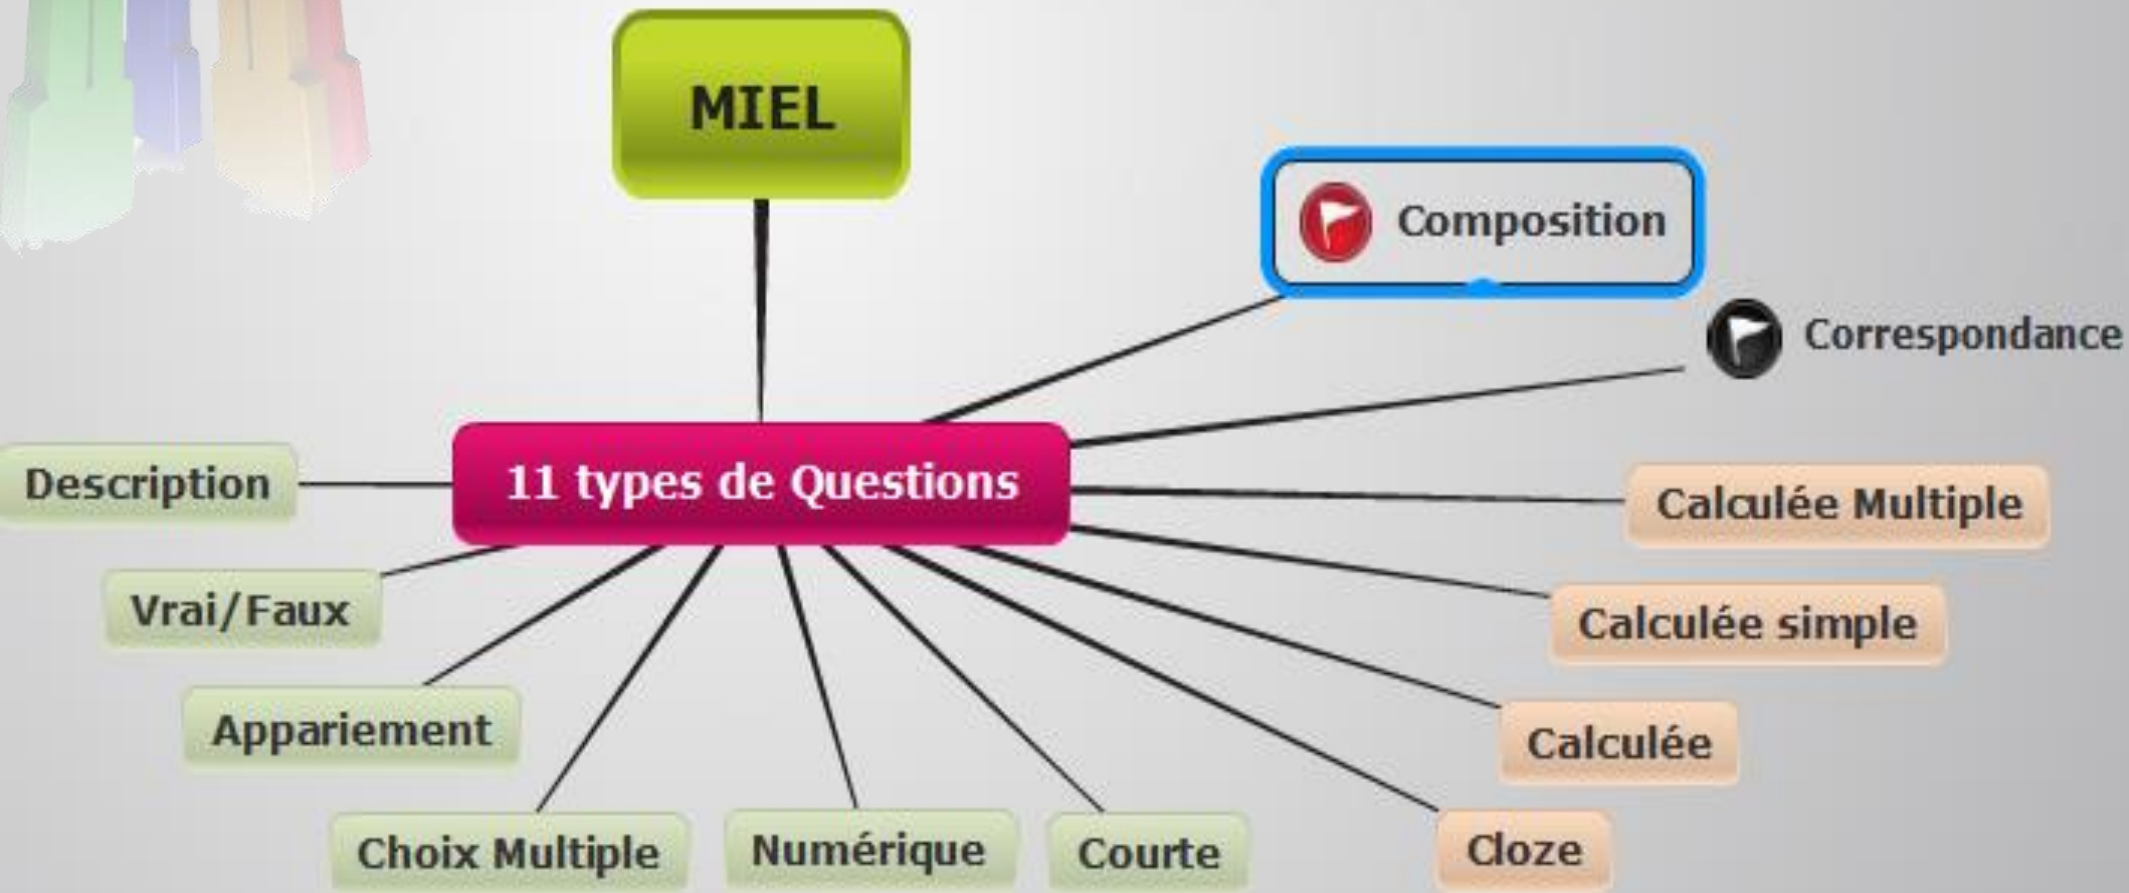 MIEL
Composition
Correspondance
11 types de Questions
Description
Calculée Multiple
Vrai/Faux
Calculée simple
Appariement
Calculée
Choix Multiple
Numérique
Courte
Cloze